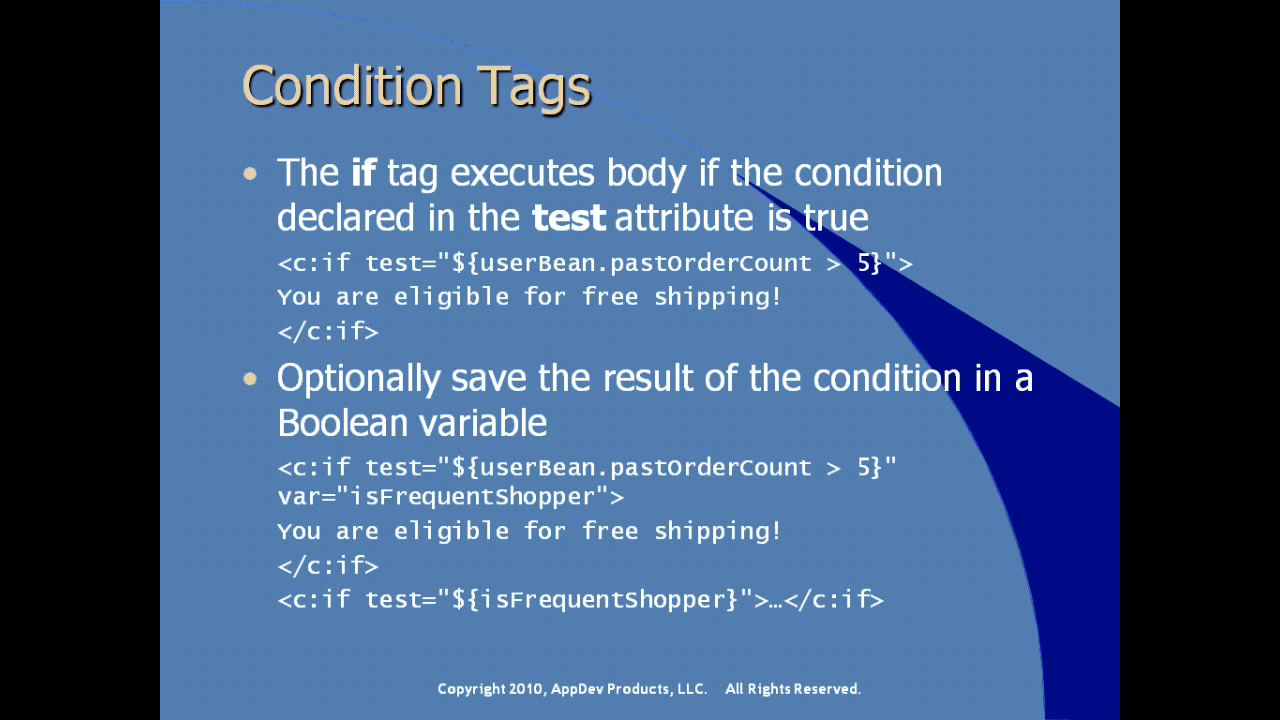 Condition Tags
• The if tag executes body if the condition
declared in the test attribute is true
<c:if test="${userBean.pastOrderCount > 5}">
You are eligible for free shipping!
</c:if>
• Optionally save the result of the condition in a
Boolean variable
<c:if test="${userBean.pastOrderCount > 5}"
var="isFrequentShopper">
You are eligible for free shipping!
</c:if>
<c:if test="${isFrequentShopper}">…</c:if>
Copyright 2010, AppDev Products, LLC. All Rights Reserved.